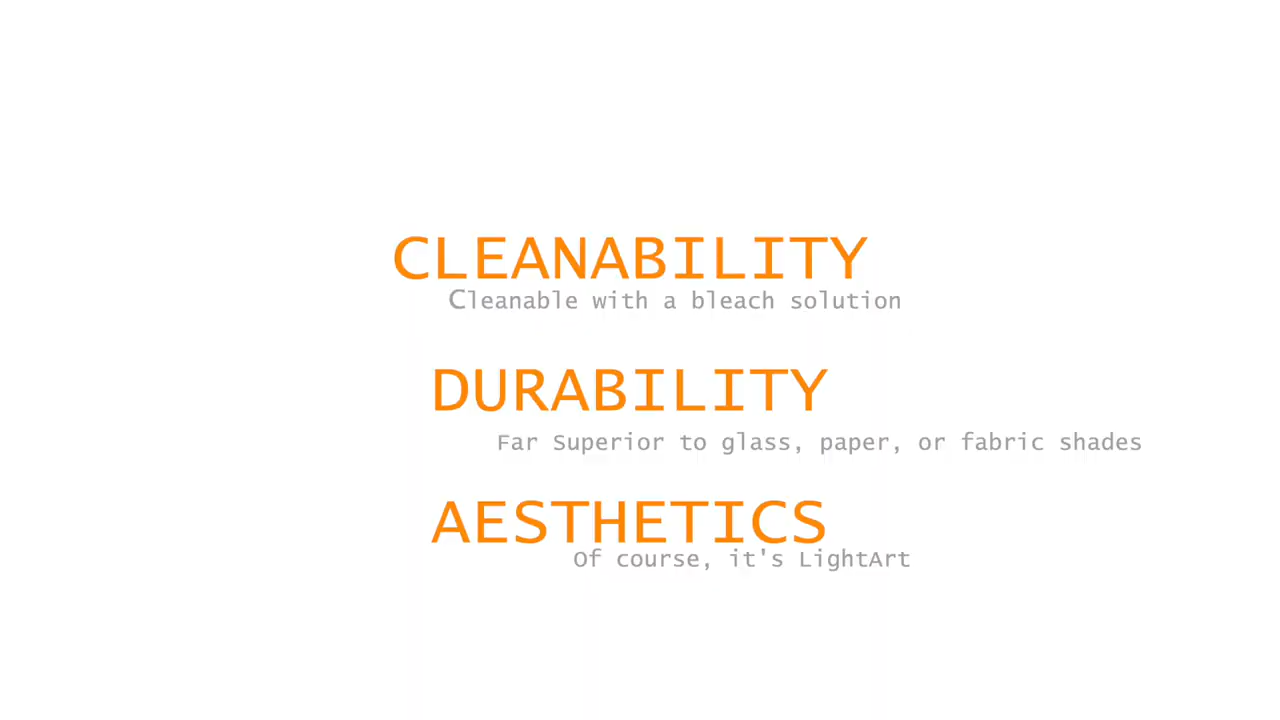 CLEANABILITY
Cleanable with a bleach solution
DURABILITY
Far Superior to glass, paper, or fabric shades
AESTHETICS
Of course, it's LightArt